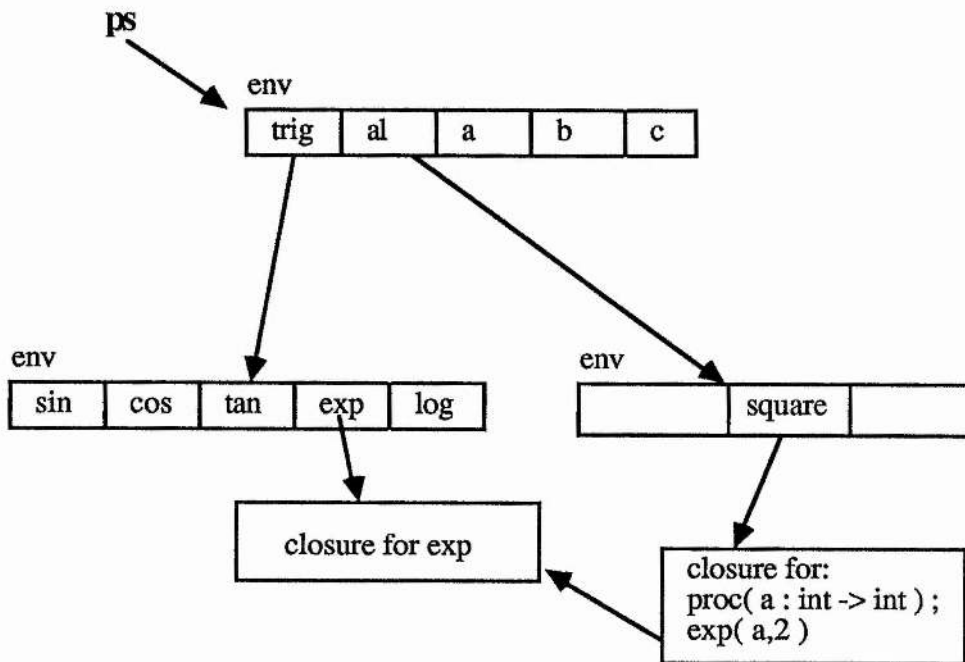 ps
env
trig al a b c
env
sin cos tan exp log
env
square
closure for exp
closure for:
proc( a : int -> int ) ;
exp( a,2 )